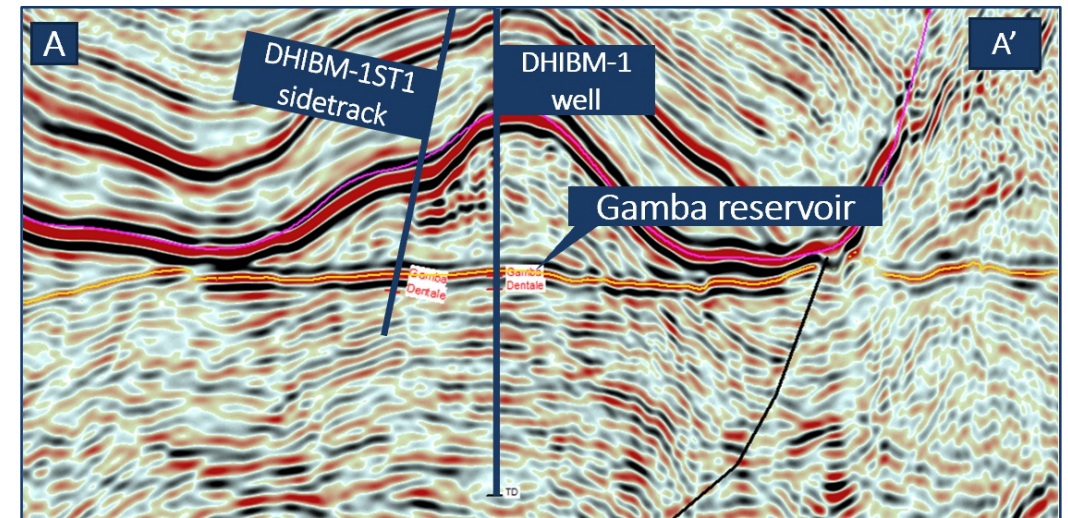 A
DHIBM-1ST1
sidetrack
DHIBM-1
well
A’
Gamba reservoir
Gamba
Dentale
Gamba
Dentale
TD